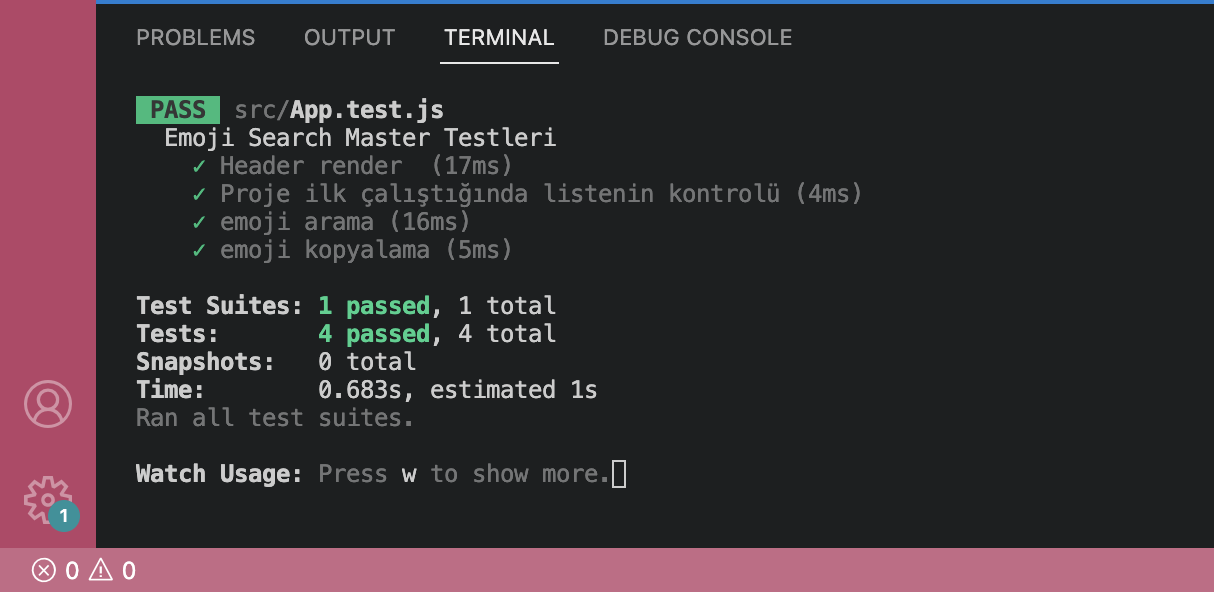 PROBLEMS OUTPUT TERMINAL DEBUG CONSOLE
PASS src/App.test.js
Emoji Search Master Testleri
✓ Header render (17ms)
✓ Proje ilk çalıştığında listenin kontrolü (4ms)
✓ emoji arama (16ms)
✓ emoji kopyalama (5ms)
Test Suites: 1 passed, 1 total
Tests: 4 passed, 4 total
Snapshots: 0 total
Time: 0.683s, estimated 1s
Ran all test suites.
Watch Usage: Press w to show more.
1
0 0